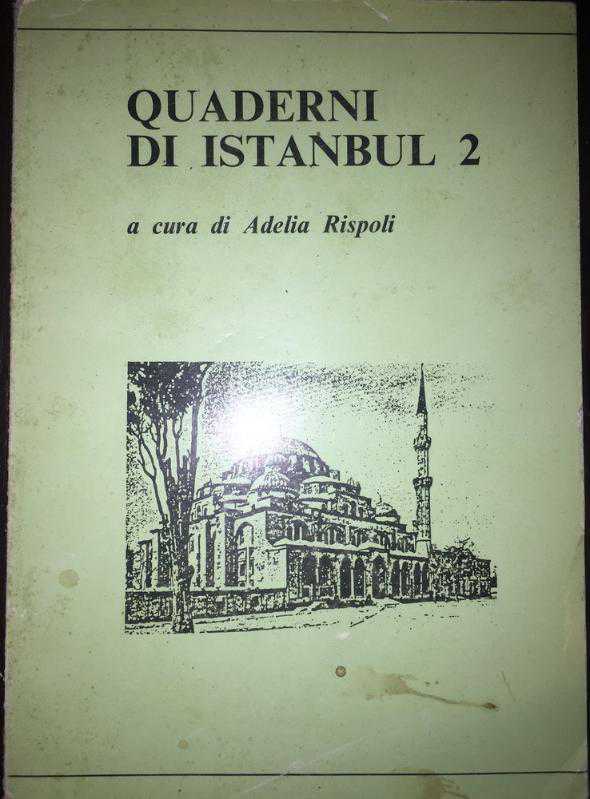 QUADERNI
DI ISTANBUL 2
a cura di Adelia Rispoli